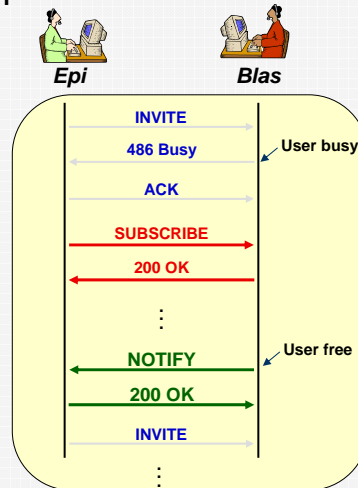 Epi Blas
INVITE
486 Busy
User busy
ACK
SUBSCRIBE
200 OK
⋮
User free
NOTIFY
200 OK
INVITE
⋮